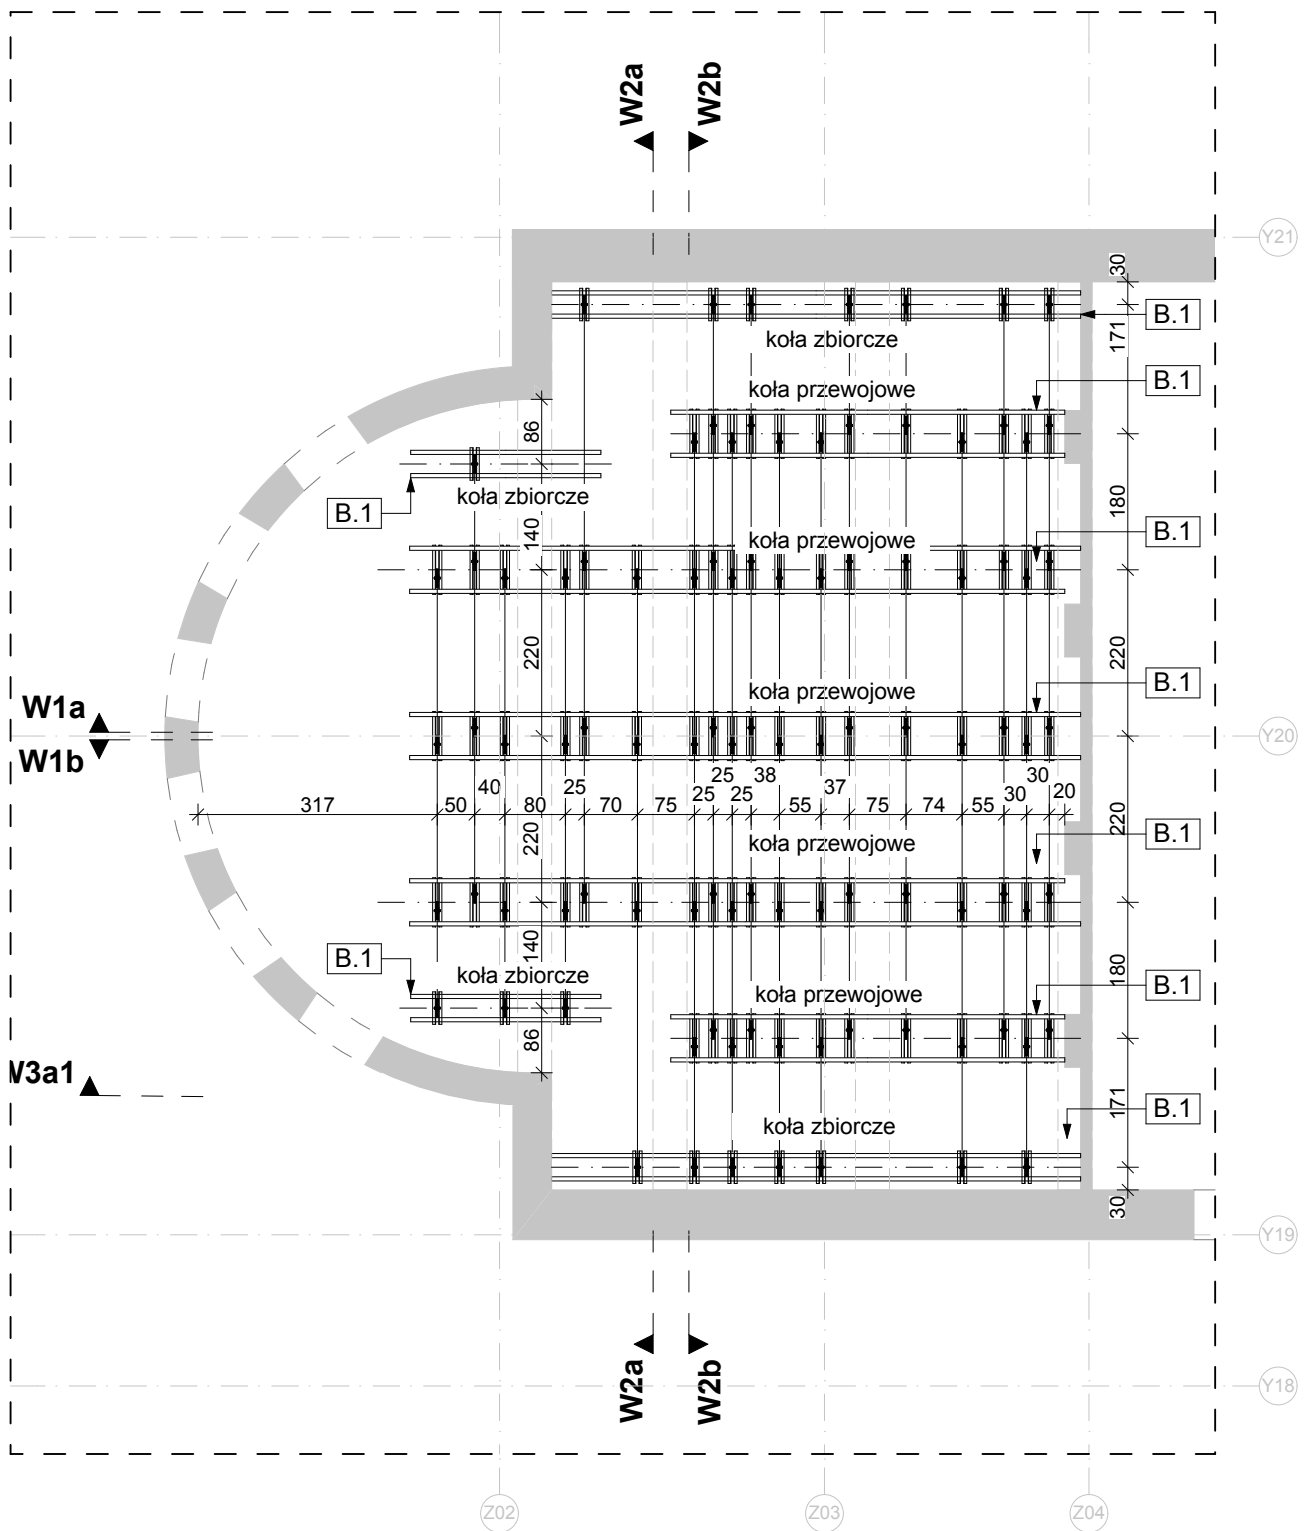 W2a
W2b
Y21
30
B.1
koła zbiorcze
171
B.1
koła przewojowe
86
koła zbiorcze
180
B.1
140
B.1
koła przewojowe
220
220
B.1
koła przewojowe
W1a
W1b
Y20
317
50
40
80
25
70
75
25
25
25
38
55
37
75
74
55
30
30
20
220
220
B.1
koła przewojowe
140
B.1
koła zbiorcze
180
B.1
koła przewojowe
86
W3a1
171
B.1
koła zbiorcze
30
Y19
W2a
W2b
Y18
Z02
Z03
Z04